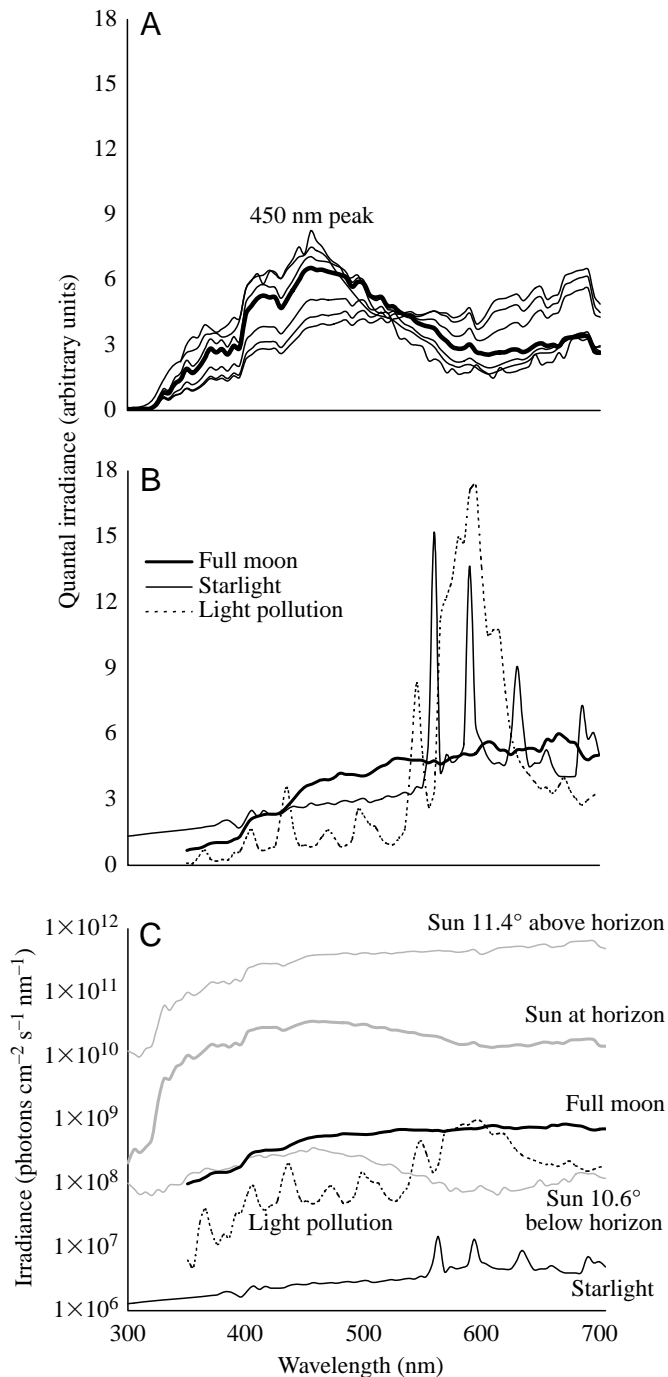 A
18
15
12
9
6
3
0
450 nm peak
Quantal irradiance (arbitrary units)
B
18
15
12
9
6
3
0
Full moon
Starlight
Light pollution
C
1×10¹²
1×10¹¹
1×10¹⁰
1×10⁹
1×10⁸
1×10⁷
1×10⁶
Irradiance (photons cm⁻² s⁻¹ nm⁻¹)
Sun 11.4° above horizon
Sun at horizon
Full moon
Light pollution
Sun 10.6°
below horizon
Starlight
300 400 500 600 700
Wavelength (nm)